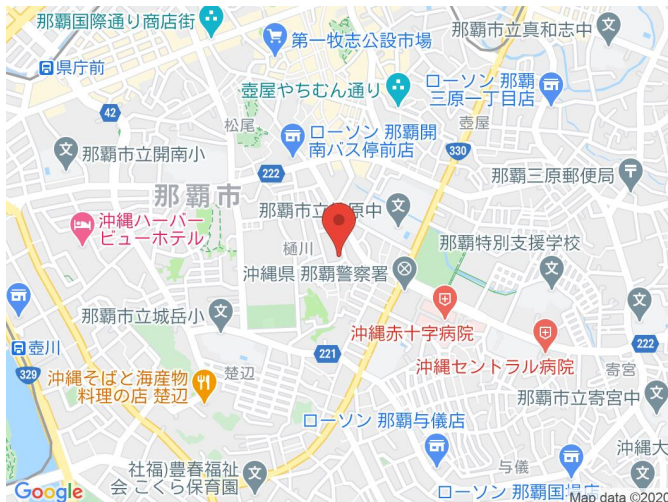 那覇国際通り商店街
第一牧志公設市場
那覇市立真和志中
県庁前
壺屋やちむん通り
ローソン 那覇
三原一丁目店
42
松尾
壺屋
ローソン 那覇開
南バス停前店
330
那覇市立開南小
222
那覇三原郵便局
那覇市
那覇市立
原中
沖縄ハーバー
ビューホテル
樋川
那覇特別支援学校
沖縄県 那覇警察署
那覇市立城岳小
沖縄赤十字病院
壺川
221
沖縄セントラル病院
222
329
沖縄そばと海産物
料理の店 楚辺
楚辺
寄宮
那覇市立寄宮中
ローソン 那覇与儀店
沖縄大
社福)豊春福祉
会 こくら保育園
与儀
Google
ローソン 那覇国場店
Map data ©2020